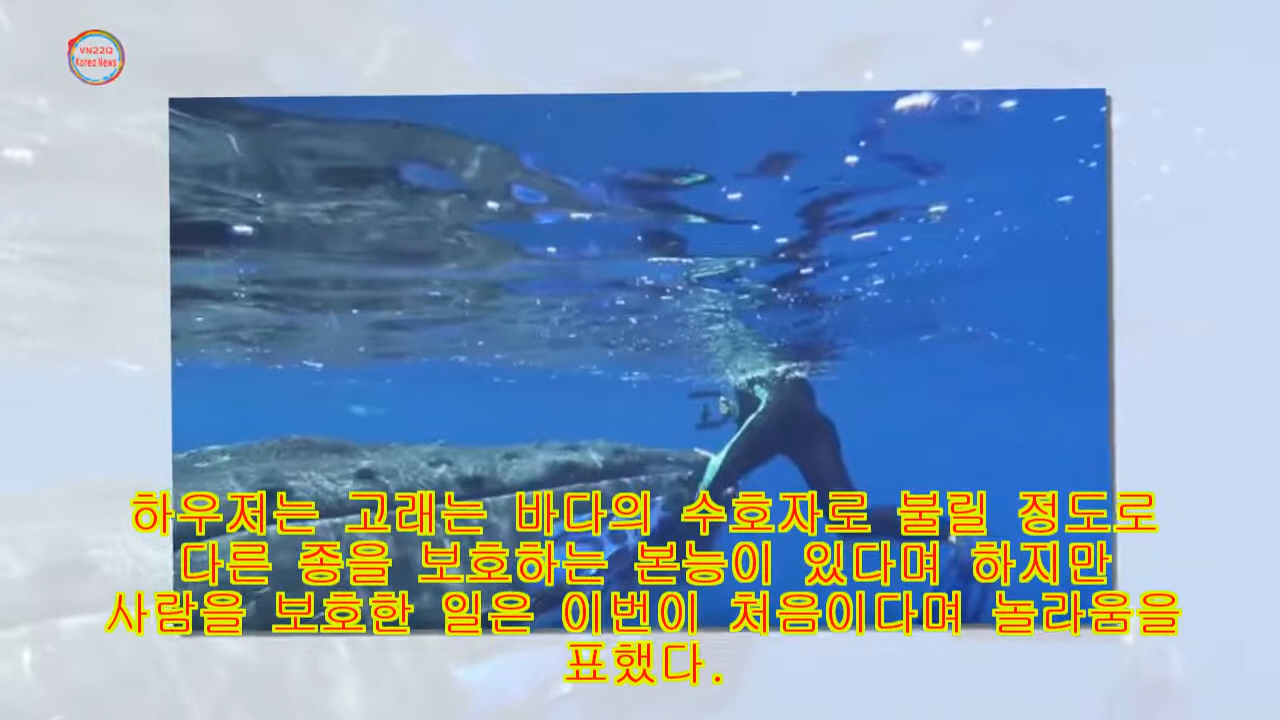 VN22Q
Korea News
하우저는 고래는 바다의 수호자로 불릴 정도로
다른 종을 보호하는 본능이 있다며 하지만
사람을 보호한 일은 이번이 처음이다며 놀라움을
표했다.